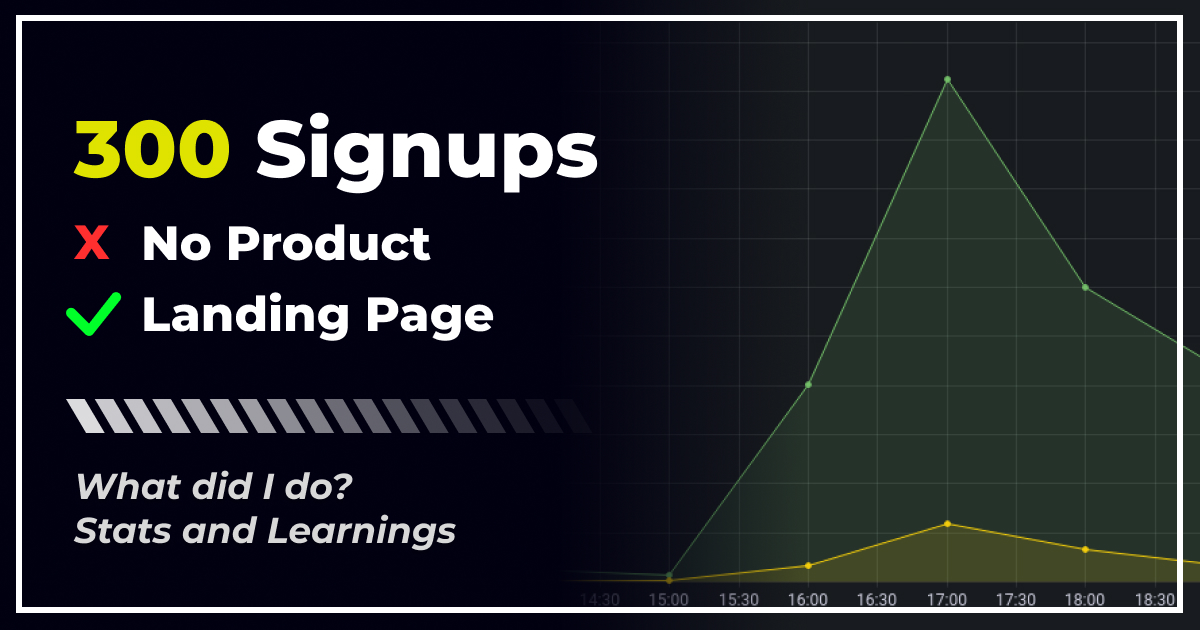 300 Signups
X No Product
Landing Page
What did I do?
Stats and Learnings
14:30 15:00 15:30 16:00 16:30 17:00 17:30 18:00 18:30